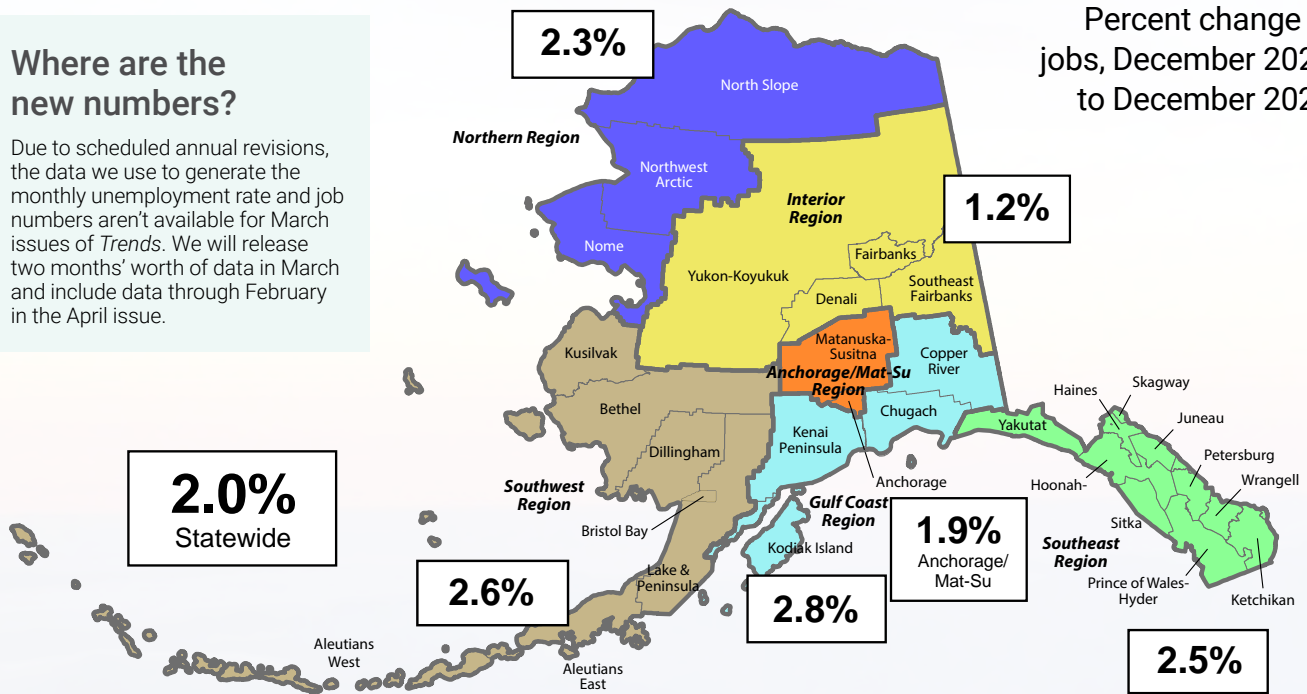 Where are the
new numbers?
Due to scheduled annual revisions,
the data we use to generate the
monthly unemployment rate and job
numbers aren't available for March
issues of Trends. We will release
two months' worth of data in March
and include data through February
in the April issue.
Percent change
jobs, December 202
to December 202
2.3%
North Slope
Northern Region
Northwest
Arctic
Nome
Interior
Region
1.2%
Fairbanks
Yukon-Koyukuk
Southeast
Fairbanks
Denali
Matanuska-
Susitna
Anchorage/Mat-Su
Region
Copper
River
Chugach
Kusilvak
Bethel
Dillingham
Kenai
Peninsula
Anchorage
Yakutat
Haines
Skagway
Juneau
Petersburg
Wrangell
Hoonah-
Sitka
Southeast
Region
Prince of Wales-
Hyder
Ketchikan
2.5%
2.0%
Statewide
Southwest
Region
Bristol Bay
Gulf Coast
Region
Kodiak Island
1.9%
Anchorage/
Mat-Su
Lake &
Peninsula
2.6%
2.8%
Aleutians
West
Aleutians
East